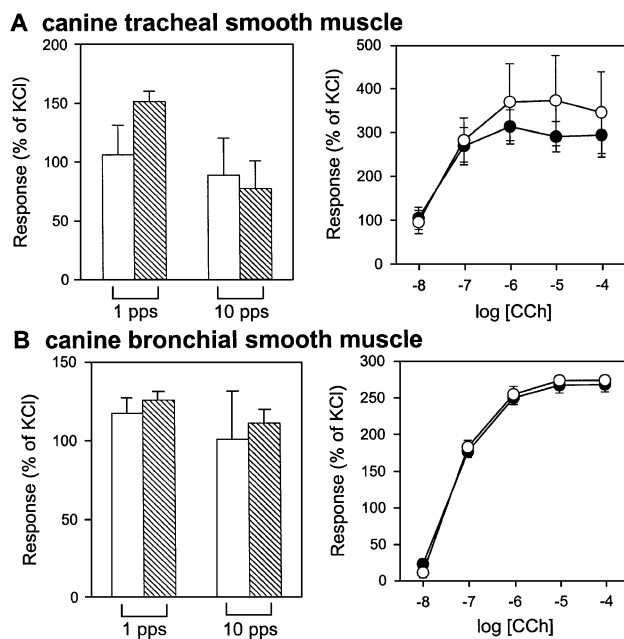 A canine tracheal smooth muscle
200
150
100
50
0
Response (% of KCl)
1 pps
10 pps
500
400
300
200
100
0
Response (% of KCl)
-8
-7
-6
-5
-4
log [CCh]
B canine bronchial smooth muscle
150
100
50
0
Response (% of KCl)
1 pps
10 pps
300
250
200
150
100
50
0
Response (% of KCl)
-8
-7
-6
-5
-4
log [CCh]